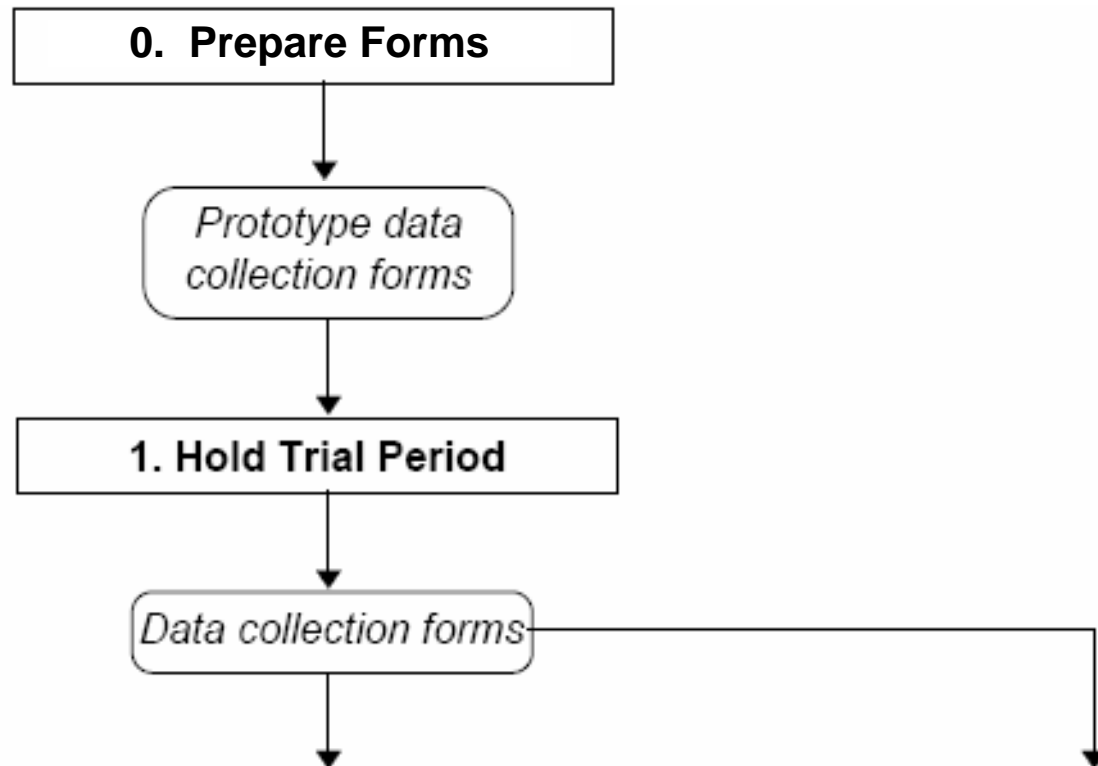 0. Prepare Forms
Prototype data
collection forms
1. Hold Trial Period
Data collection forms